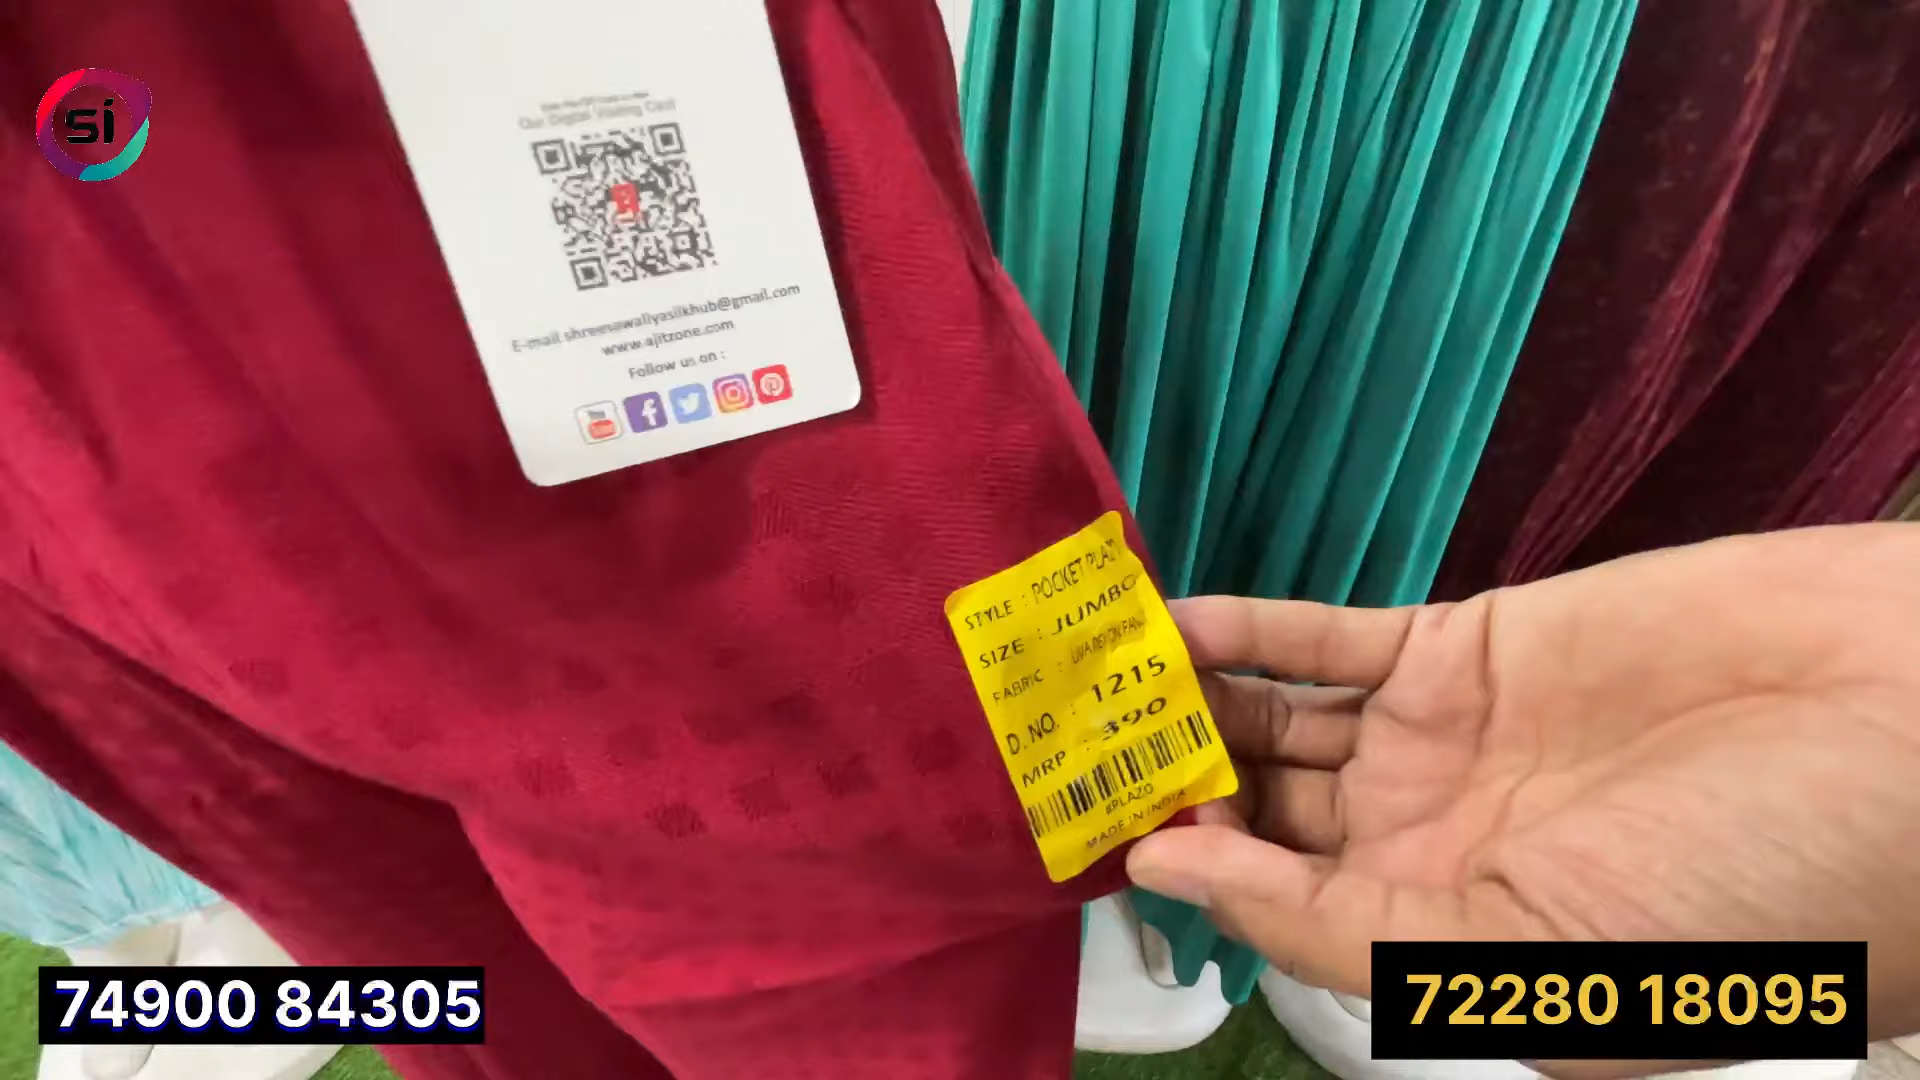 si
Our Digital Visiting Card
E-mail shreesawaliyasilkhub@gmail.com
www.ajitzone.com
Follow us on :
STYLE : POCKET PLAZ
SIZE : JUMBO
FABRIC :
D. NO. : 1215
MRP : 390
#PLAZO
MADE IN INDIA
74900 84305
72280 18095